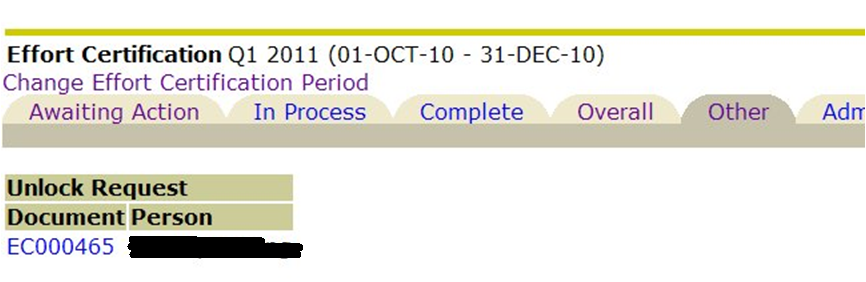 Effort Certification Q1 2011 (01-OCT-10 - 31-DEC-10)
Change Effort Certification Period
Awaiting Action In Process Complete Overall Other Adm
Unlock Request
Document Person
EC000465